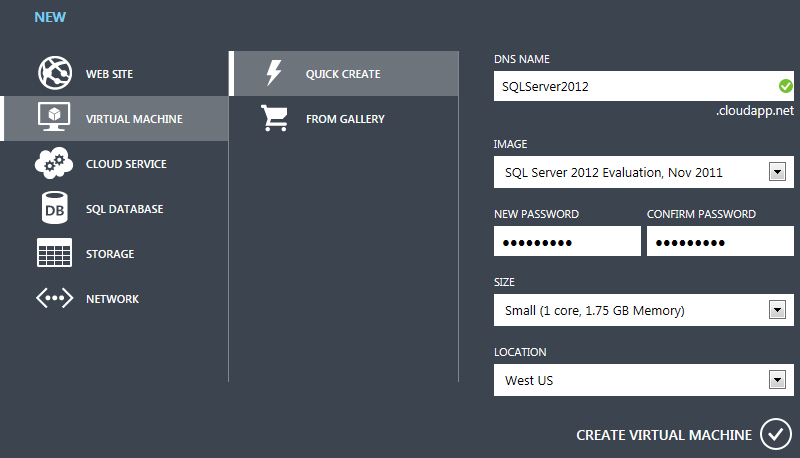 NEW
WEB SITE
VIRTUAL MACHINE
CLOUD SERVICE
DB
SQL DATABASE
STORAGE
NETWORK
QUICK CREATE
FROM GALLERY
DNS NAME
SQLServer2012
.cloudapp.net
IMAGE
SQL Server 2012 Evaluation, Nov 2011
NEW PASSWORD CONFIRM PASSWORD
●●●●●●●●● ●●●●●●●●●
SIZE
Small (1 core, 1.75 GB Memory)
LOCATION
West US
CREATE VIRTUAL MACHINE